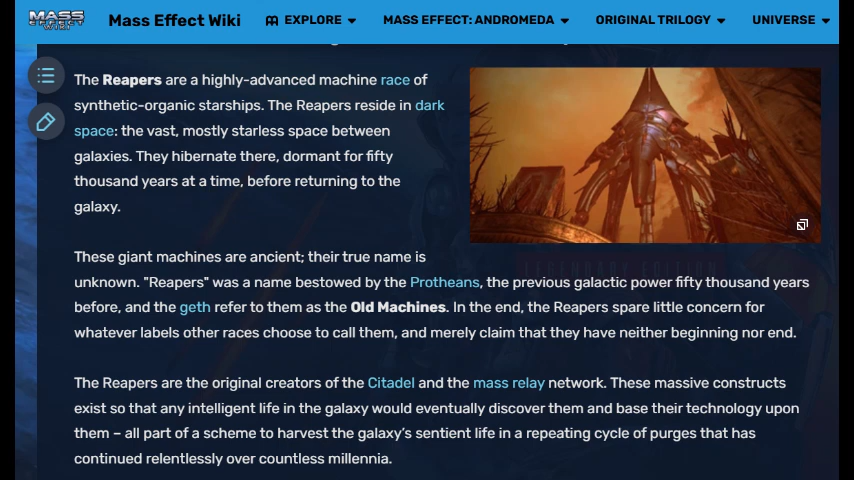 MASS EFFECT WIKI
Mass Effect Wiki
EXPLORE
MASS EFFECT: ANDROMEDA
ORIGINAL TRILOGY
UNIVERSE
The Reapers are a highly-advanced machine race of
synthetic-organic starships. The Reapers reside in dark
space: the vast, mostly starless space between
galaxies. They hibernate there, dormant for fifty
thousand years at a time, before returning to the
galaxy.
These giant machines are ancient; their true name is
unknown. "Reapers" was a name bestowed by the Protheans, the previous galactic power fifty thousand years
before, and the geth refer to them as the Old Machines. In the end, the Reapers spare little concern for
whatever labels other races choose to call them, and merely claim that they have neither beginning nor end.
The Reapers are the original creators of the Citadel and the mass relay network. These massive constructs
exist so that any intelligent life in the galaxy would eventually discover them and base their technology upon
them – all part of a scheme to harvest the galaxy's sentient life in a repeating cycle of purges that has
continued relentlessly over countless millennia.